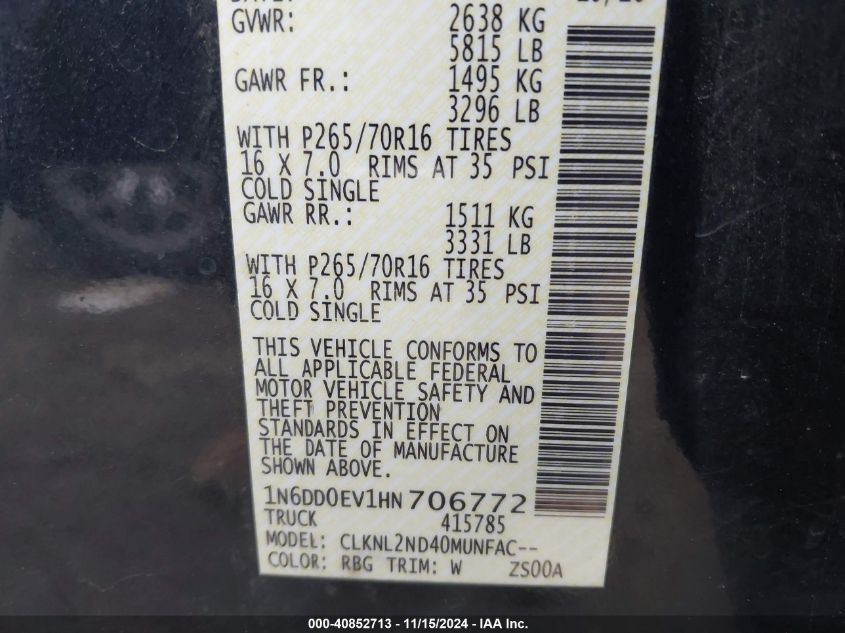 GVWR: 2638 KG
5815 LB
GAWR FR.: 1495 KG
3296 LB
WITH P265/70R16 TIRES
16 X 7.0 RIMS AT 35 PSI
COLD SINGLE
GAWR RR.: 1511 KG
3331 LB
WITH P265/70R16 TIRES
16 X 7.0 RIMS AT 35 PSI
COLD SINGLE
THIS VEHICLE CONFORMS TO
ALL APPLICABLE FEDERAL
MOTOR VEHICLE SAFETY AND
THEFT PREVENTION
STANDARDS IN EFFECT ON
THE DATE OF MANUFACTURE
SHOWN ABOVE.
1N6DD0EV1HN706772
TRUCK 415785
MODEL: CLKNL2ND40MUNFAC--
COLOR: RBG TRIM: W ZS00A
000-40852713 - 11/15/2024 - IAA Inc.